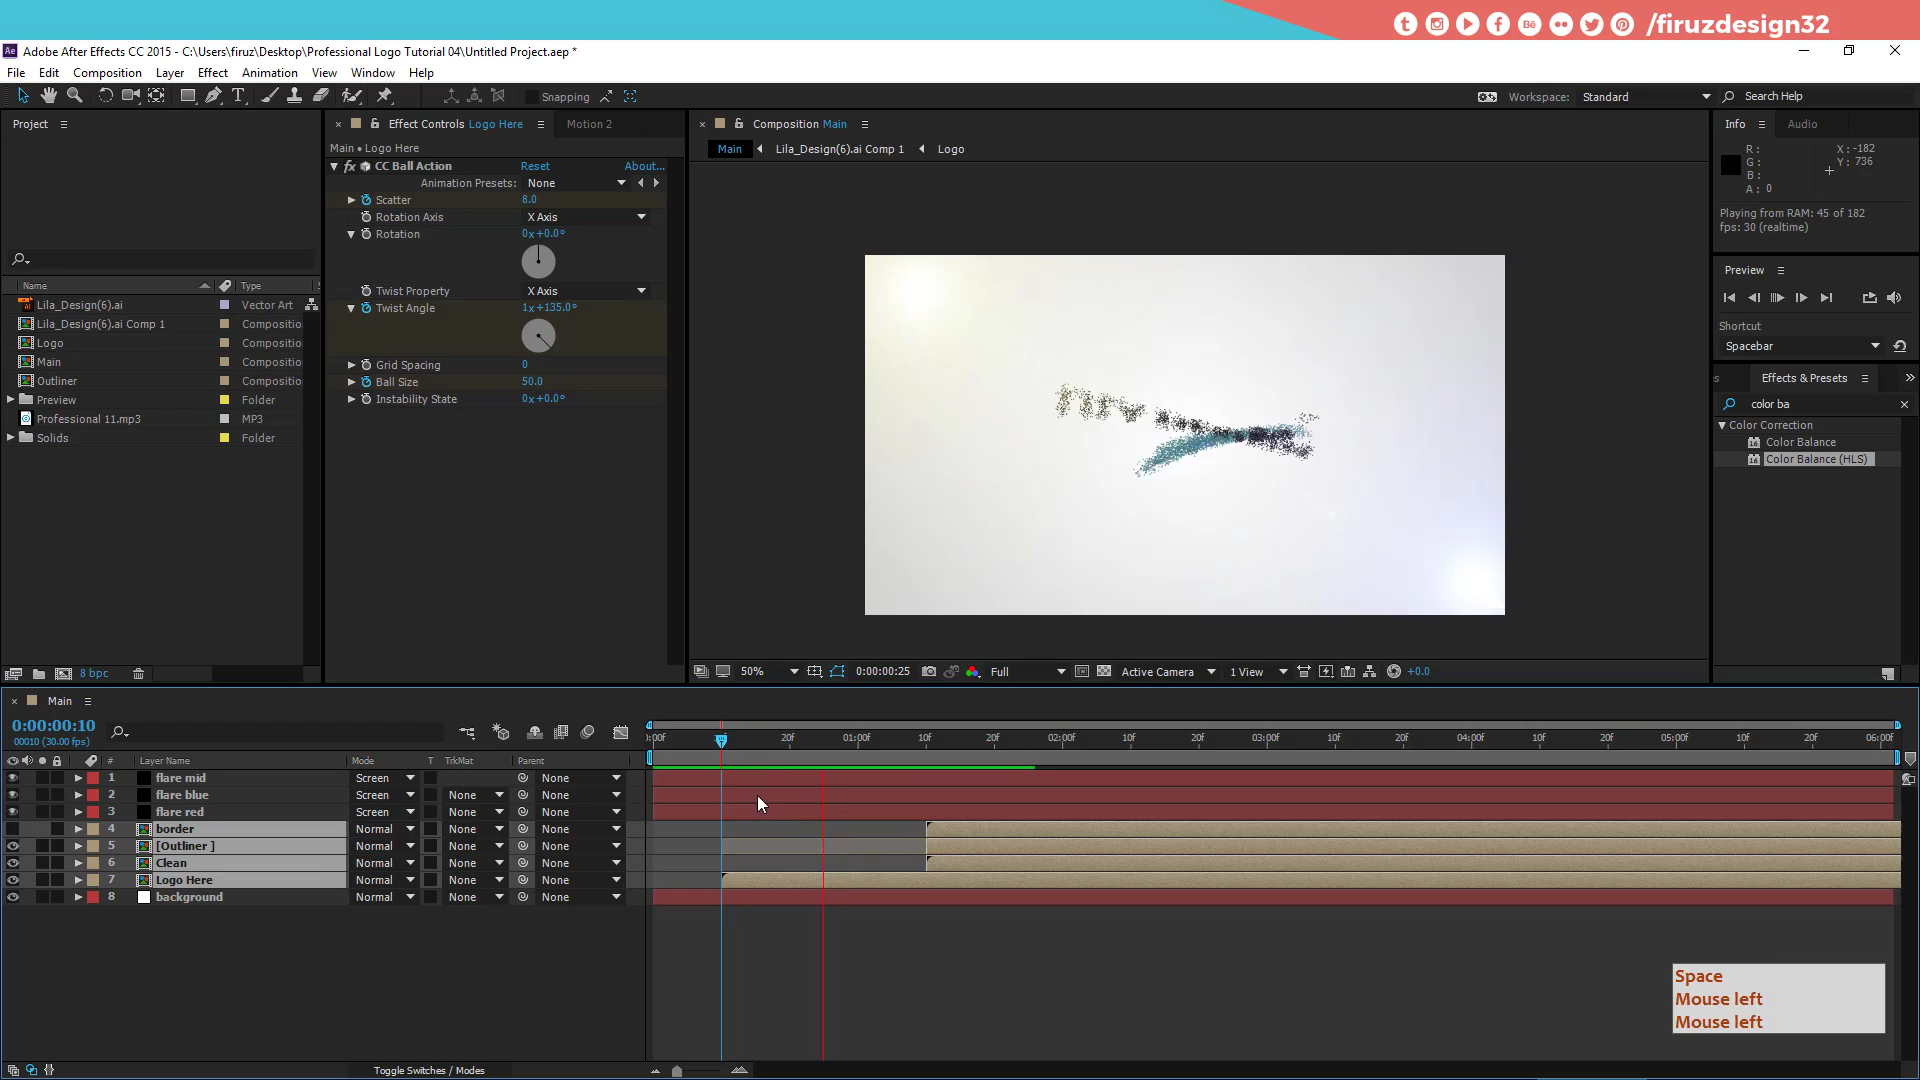 /firuzdesign32
Adobe After Effects CC 2015 - C:\Users\firuz\Desktop\Professional Logo Tutorial 04\Untitled Project.aep *
File Edit Composition Layer Effect Animation View Window Help
Snapping
Workspace: Standard
Search Help
Project
Effect Controls Logo Here
Motion 2
Composition Main
Info
Audio
Main • Logo Here
Main
Lila_Design(6).ai Comp 1
Logo
R:
G:
B:
A: 0
X: -182
Y: 736
CC Ball Action Reset About...
Animation Presets: None
Scatter 8.0
Rotation Axis X Axis
Rotation 0x+0.0°
Twist Property X Axis
Twist Angle 1x+135.0°
Grid Spacing 0
Ball Size 50.0
Instability State 0x+0.0°
Playing from RAM: 45 of 182
fps: 30 (realtime)
Preview
Shortcut
Spacebar
Effects & Presets
color ba
Color Correction
Color Balance
Color Balance (HLS)
Name Type
Lila_Design(6).ai Vector Art
Lila_Design(6).ai Comp 1 Compositio
Logo Compositio
Main Compositio
Outliner Compositio
Preview Folder
Professional 11.mp3 MP3
Solids Folder
8 bpc
50%
0:00:00:25
Full
Active Camera
1 View
+0.0
Main
0:00:00:10
00010 (30.00 fps)
:00f 20f 01:00f 10f 20f 02:00f 10f 20f 03:00f 10f 20f 04:00f 10f 20f 05:00f 10f 20f 06:00f
# Layer Name Mode T TrkMat Parent
1 flare mid Screen None
2 flare blue Screen None None
3 flare red Screen None None
4 border Normal None None
5 [Outliner ] Normal None None
6 Clean Normal None None
7 Logo Here Normal None None
8 background Normal None None
Space
Mouse left
Mouse left
Toggle Switches / Modes